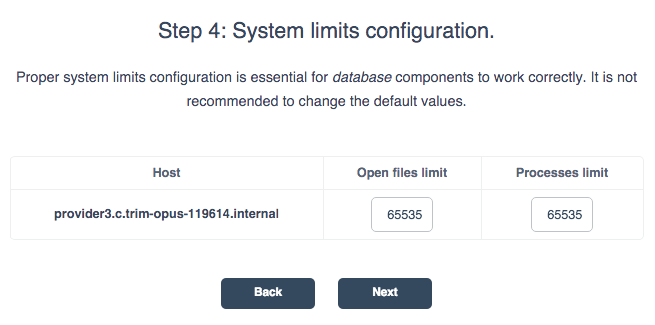 Step 4: System limits configuration.
Proper system limits configuration is essential for database components to work correctly. It is not
recommended to change the default values.
Host Open files limit Processes limit
provider3.c.trim-opus-119614.internal 65535 65535
Back Next